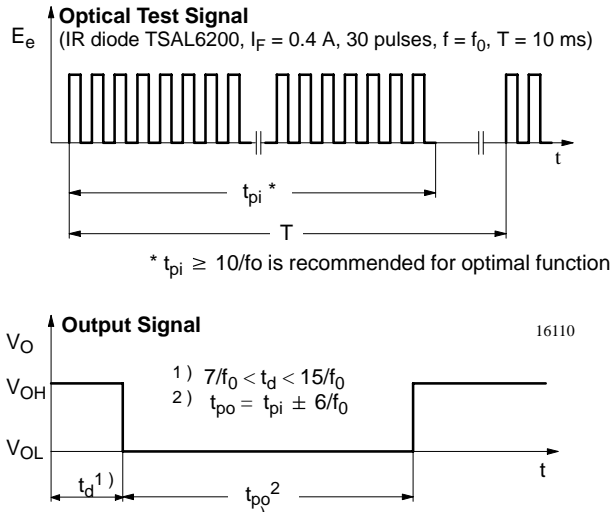 Optical Test Signal
E_e (IR diode TSAL6200, I_F = 0.4 A, 30 pulses, f = f_0, T = 10 ms)
t
t_pi *
T
* t_pi ≥ 10/fo is recommended for optimal function
Output Signal
16110
V_O
1) 7/f_0 < t_d < 15/f_0
V_OH
2) t_po = t_pi ± 6/f_0
V_OL
t
t_d 1)
t_po 2)